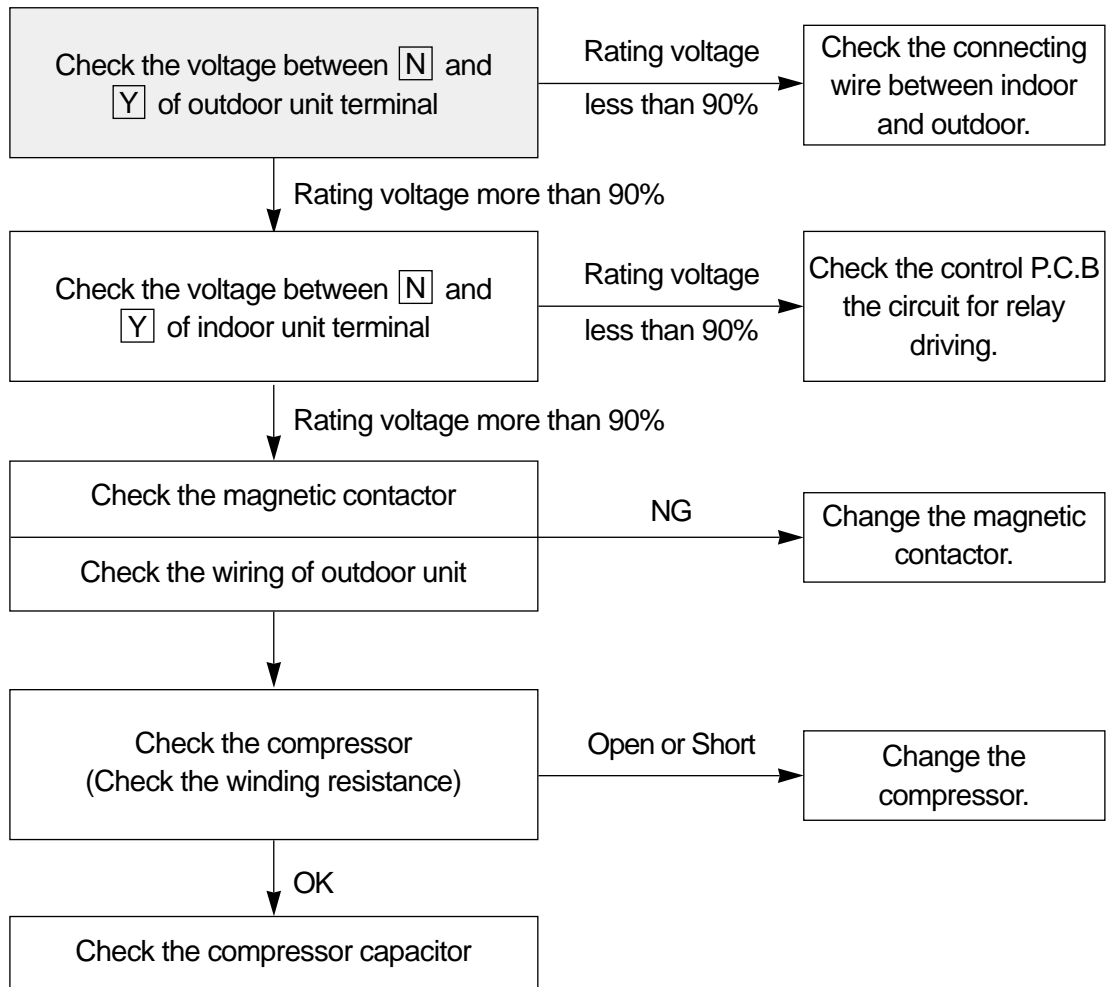 Check the voltage between N and
Y of outdoor unit terminal
Rating voltage
less than 90%
Check the connecting
wire between indoor
and outdoor.
Rating voltage more than 90%
Check the voltage between N and
Y of indoor unit terminal
Rating voltage
less than 90%
Check the control P.C.B
the circuit for relay
driving.
Rating voltage more than 90%
Check the magnetic contactor
Check the wiring of outdoor unit
NG
Change the magnetic
contactor.
Check the compressor
(Check the winding resistance)
Open or Short
Change the
compressor.
OK
Check the compressor capacitor